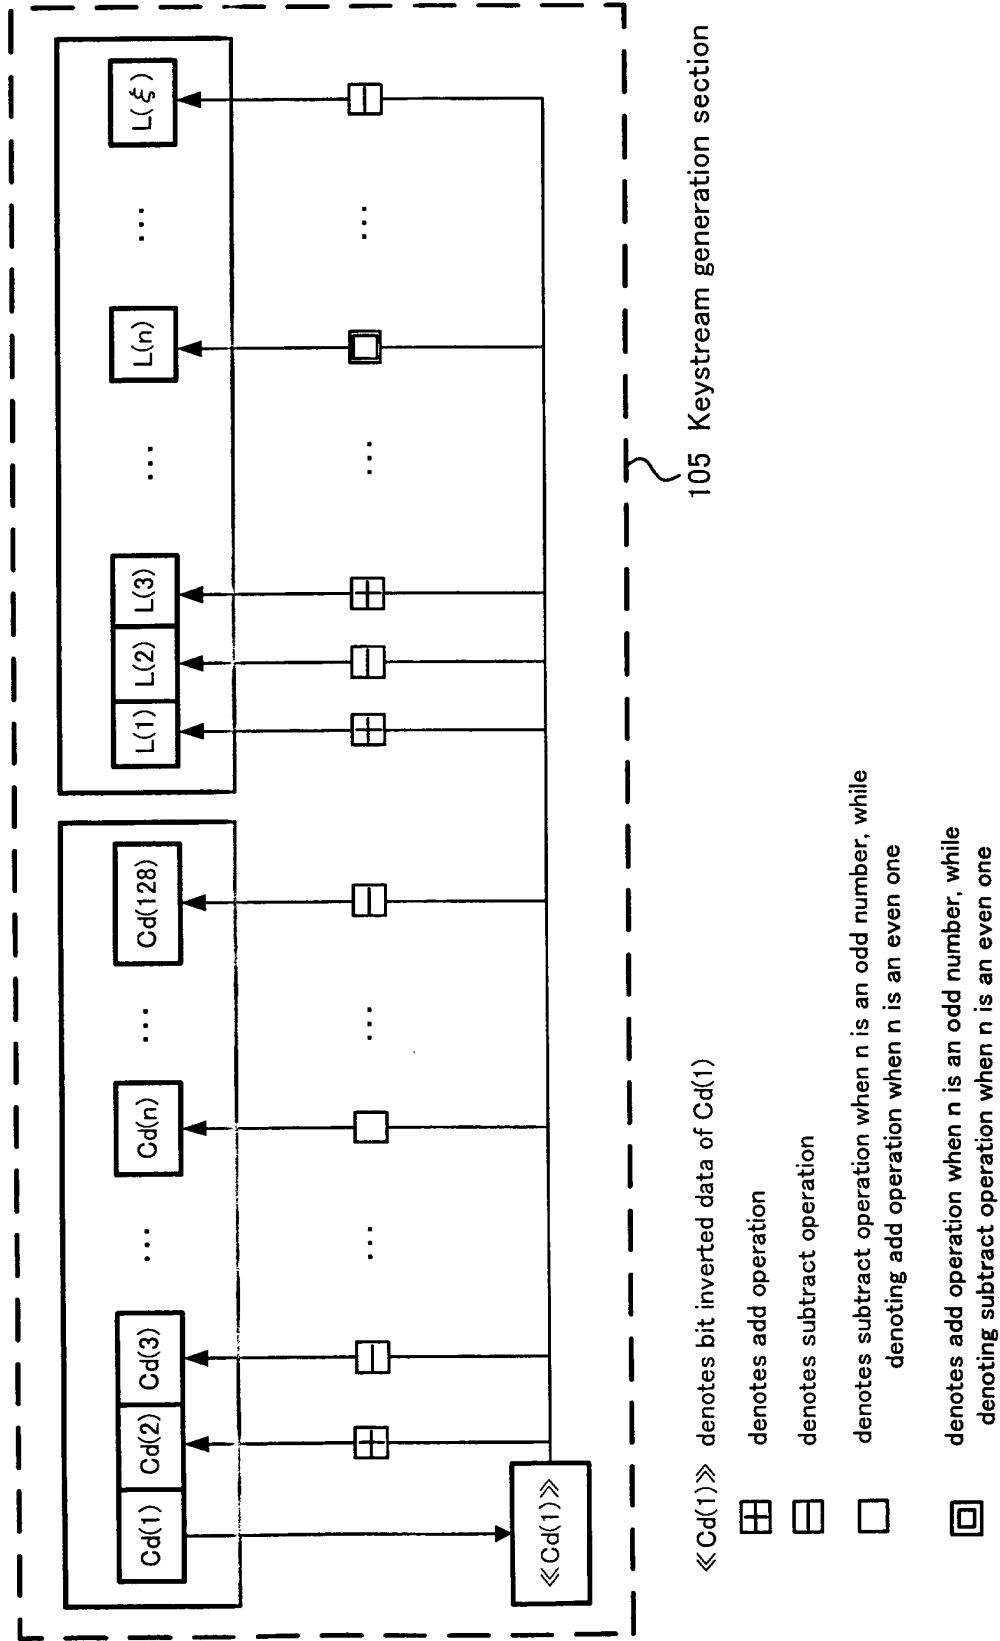 Cd(1) Cd(2) Cd(3) ... Cd(n) ... Cd(128) L(1) L(2) L(3) ... L(n) ... L(ξ)
... ... ... ...
≪Cd(1)≫
105 Keystream generation section
≪Cd(1)≫ denotes bit inverted data of Cd(1)
denotes add operation
denotes subtract operation
denotes subtract operation when n is an odd number, while
denoting add operation when n is an even one
denotes add operation when n is an odd number, while
denoting subtract operation when n is an even one